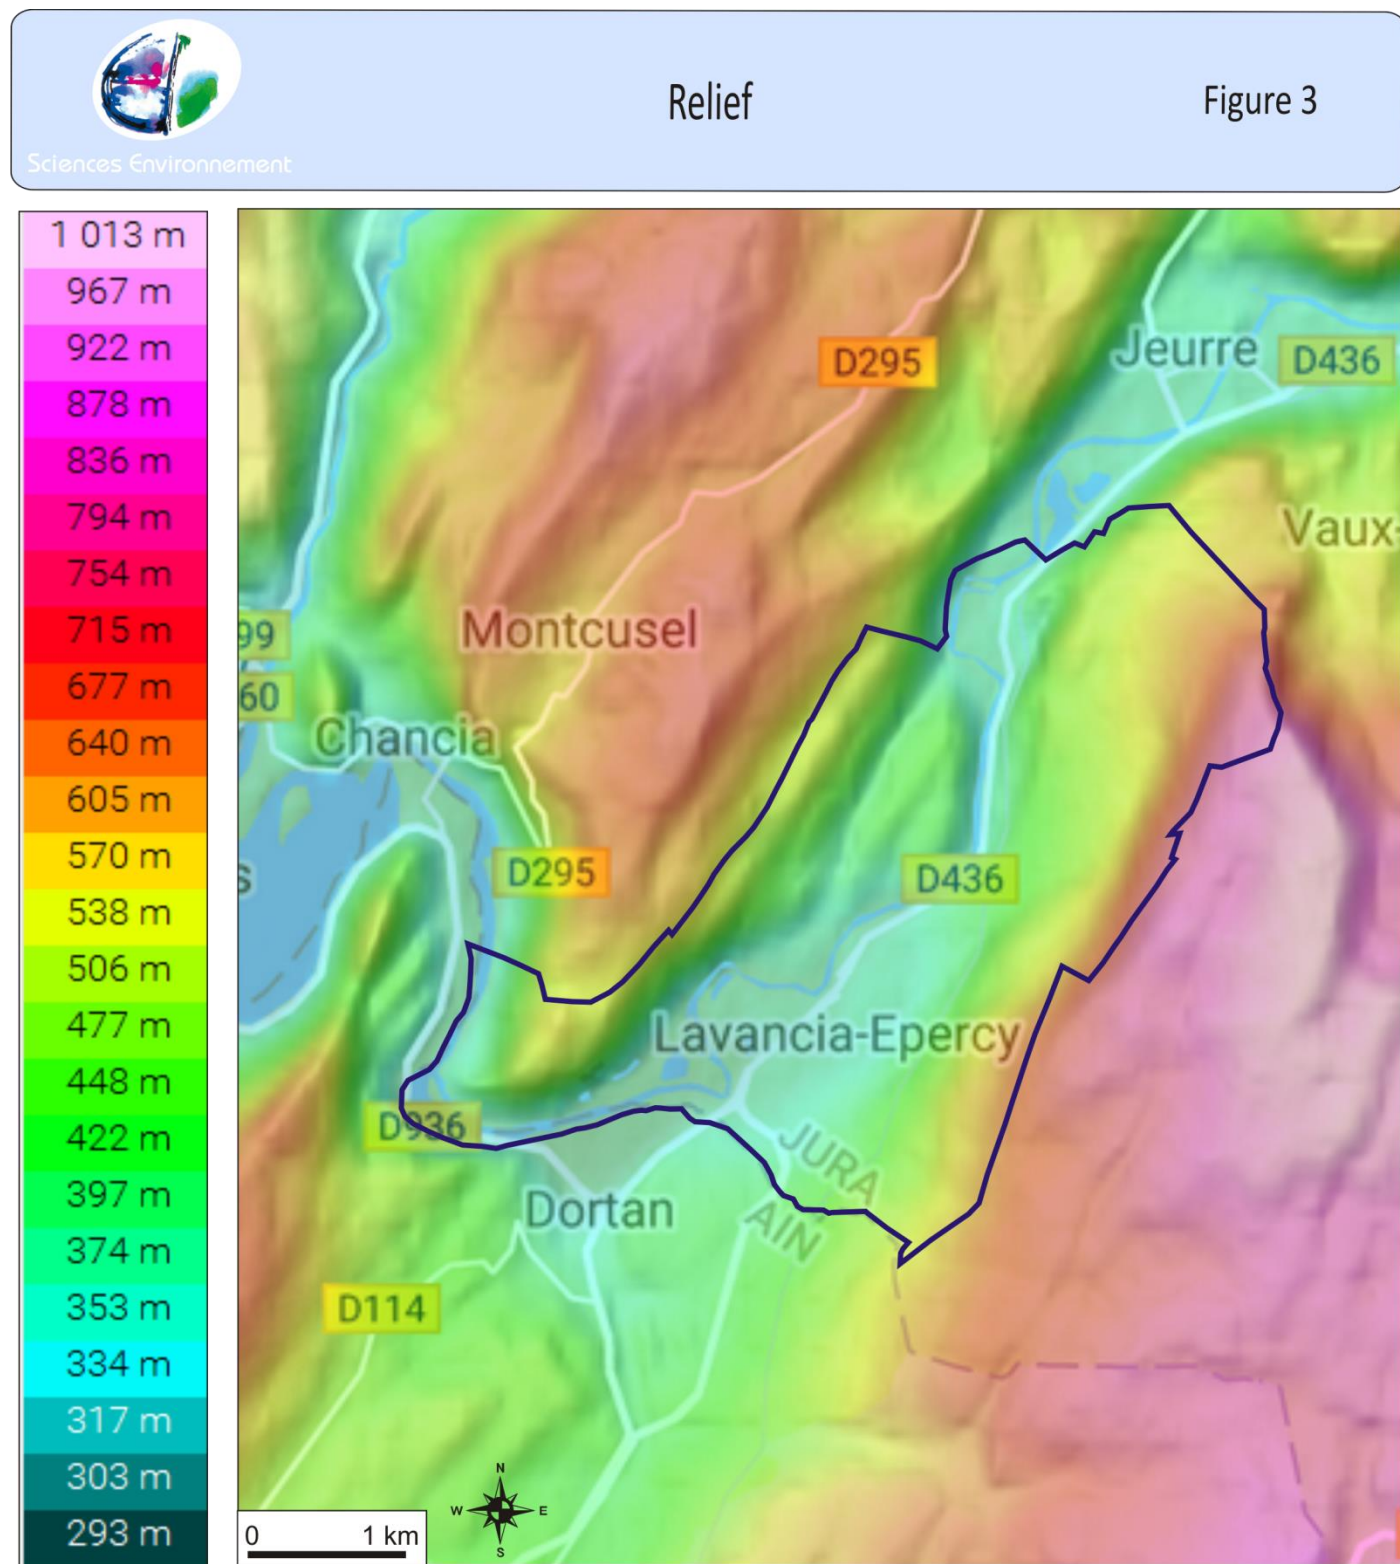 Relief
Figure 3
Sciences Environnement
1 013 m
967 m
922 m
878 m
836 m
794 m
754 m
715 m
677 m
640 m
605 m
570 m
538 m
506 m
477 m
448 m
422 m
397 m
374 m
353 m
334 m
317 m
303 m
293 m
Jeurre
D436
D295
Vaux-
Montcusel
99
60
Chancia
s
D295
D436
Lavancia-Epercy
D936
JURA
AIN
Dortan
D114
N
W
E
S
0
1 km